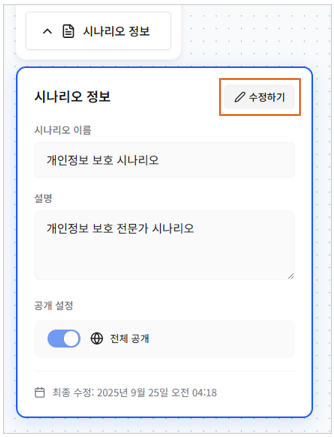 시나리오 정보
시나리오 정보
수정하기
시나리오 이름
개인정보 보호 시나리오
설명
개인정보 보호 전문가 시나리오
공개 설정
전체 공개
최종 수정: 2025년 9월 25일 오전 04:18